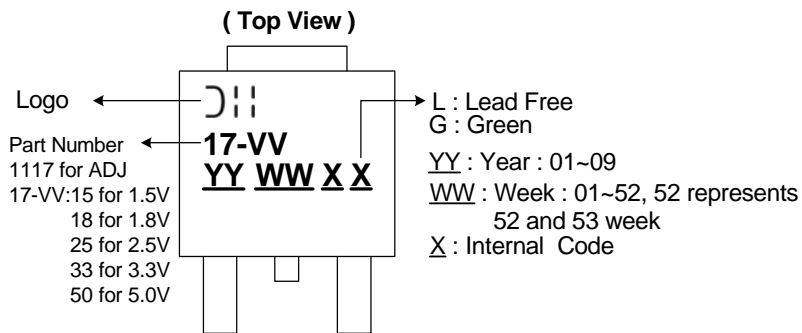 ( Top View )
Logo
L : Lead Free
G : Green
Part Number
1117 for ADJ
17-VV:15 for 1.5V
18 for 1.8V
25 for 2.5V
33 for 3.3V
50 for 5.0V
17-VV
YY WW X X
YY : Year : 01~09
WW : Week : 01~52, 52 represents
52 and 53 week
X : Internal Code